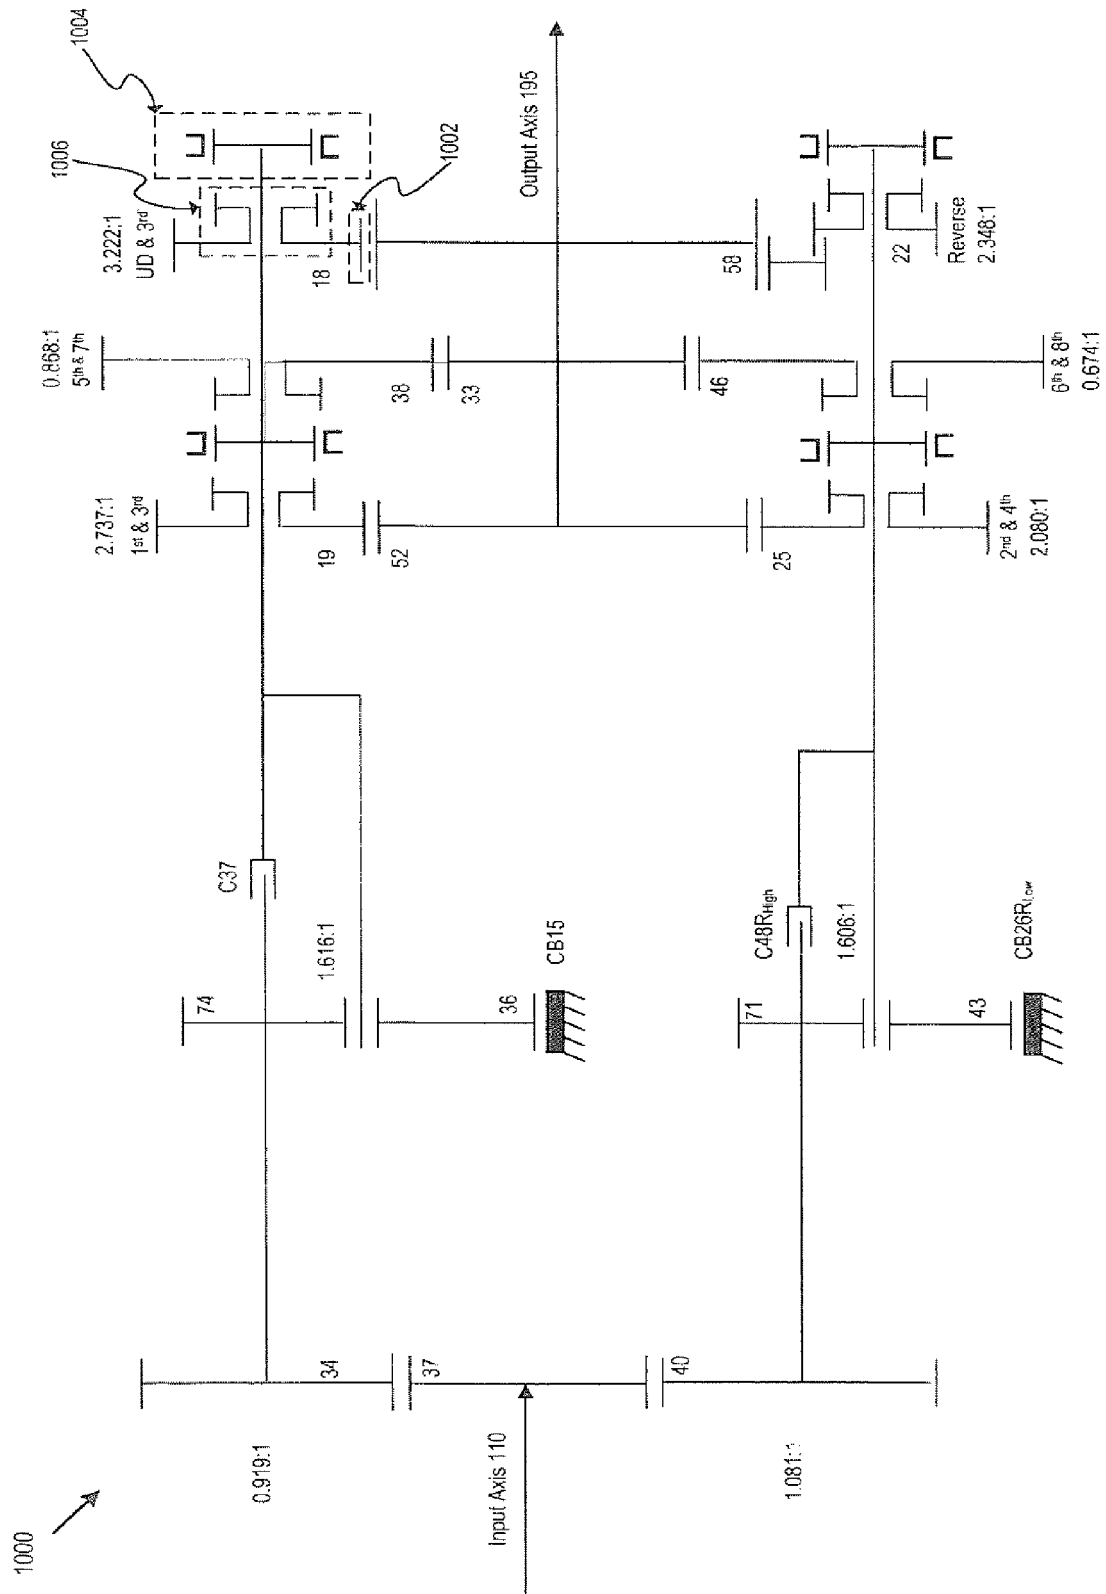 1000
0.919:1
34
37
Input Axis 110
40
1.081:1
74
C37
1.616:1
36
CB15
71
C48RHigh
1.606:1
43
CB26RLow
2.737:1
1st & 3rd
19
52
25
2nd & 4th
2.080:1
0.868:1
5th & 7th
38
33
46
6th & 8th
0.674:1
3.222:1
UD & 3rd
18
58
22
Reverse
2.348:1
1006
1004
1002
Output Axis 195